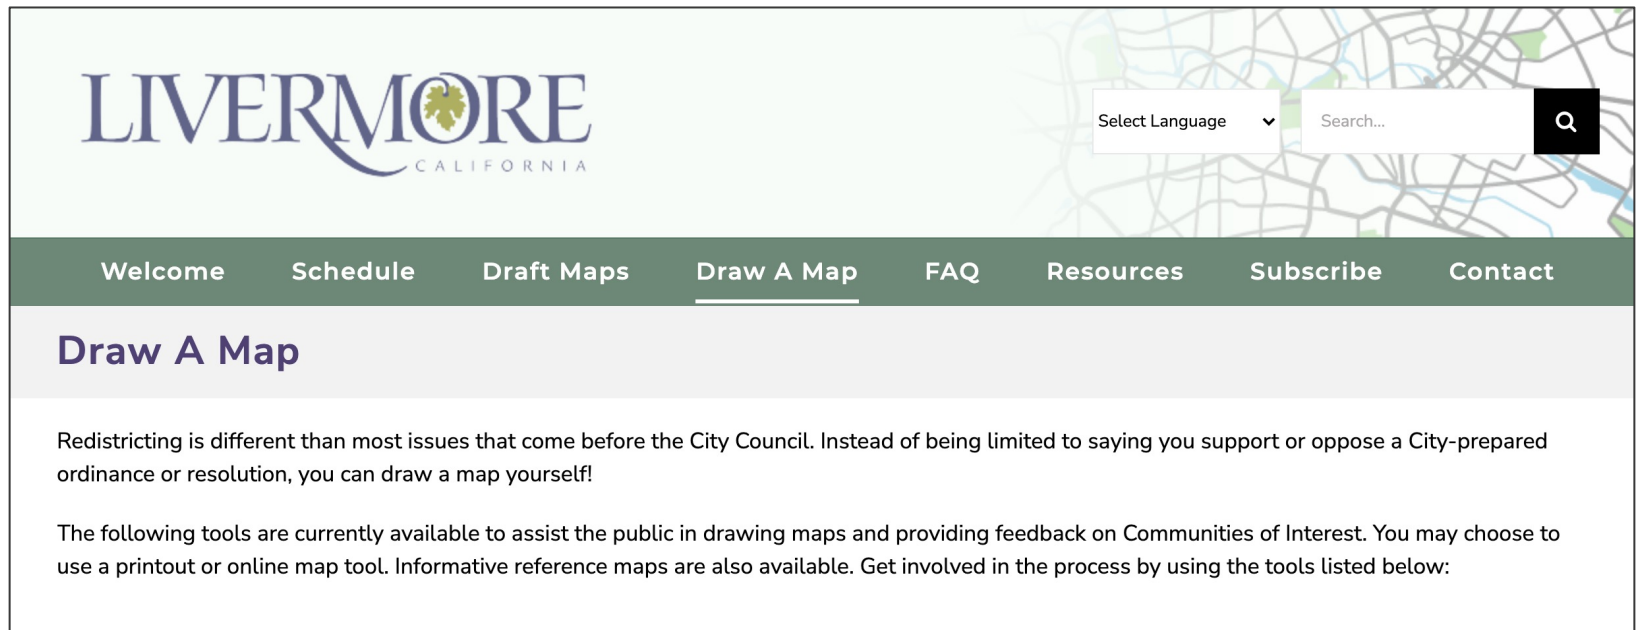 LIVERMORE
CALIFORNIA
Select Language
Search...
Welcome Schedule Draft Maps Draw A Map FAQ Resources Subscribe Contact
Draw A Map
Redistricting is different than most issues that come before the City Council. Instead of being limited to saying you support or oppose a City-prepared
ordinance or resolution, you can draw a map yourself!
The following tools are currently available to assist the public in drawing maps and providing feedback on Communities of Interest. You may choose to
use a printout or online map tool. Informative reference maps are also available. Get involved in the process by using the tools listed below: